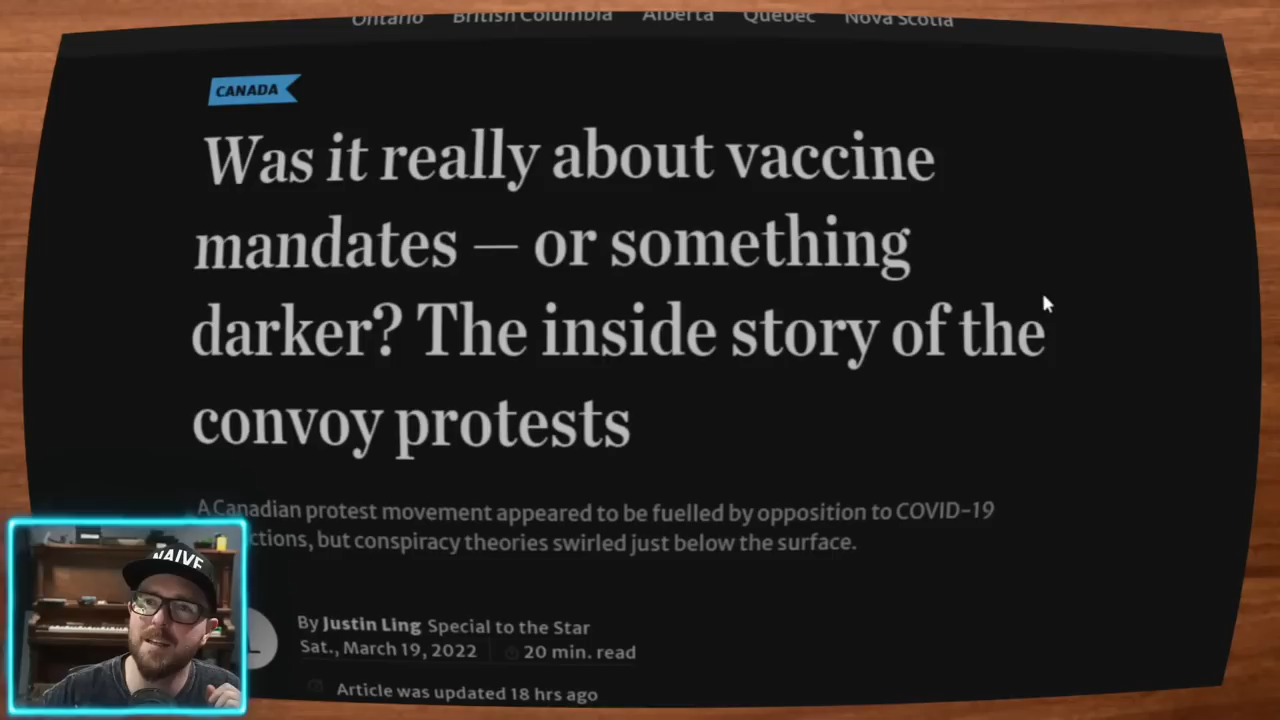 Ontario British Columbia Alberta Quebec Nova Scotia
CANADA
Was it really about vaccine
mandates — or something
darker? The inside story of the
convoy protests
A Canadian protest movement appeared to be fuelled by opposition to COVID-19
ctions, but conspiracy theories swirled just below the surface.
NAIVE
By Justin Ling Special to the Star
Sat., March 19, 2022 20 min. read
Article was updated 18 hrs ago